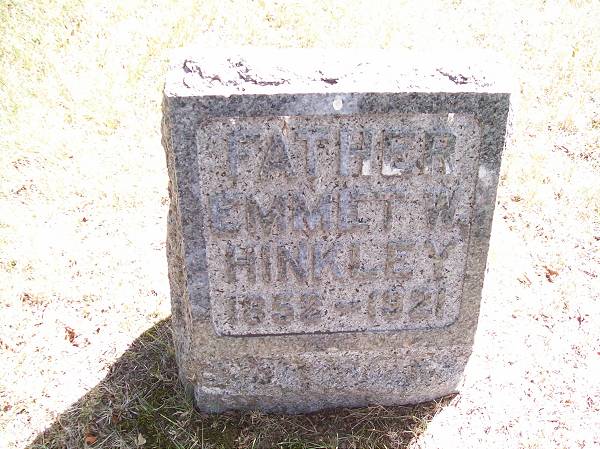 FATHER
EMMET W.
HINKLEY
1852 - 1921